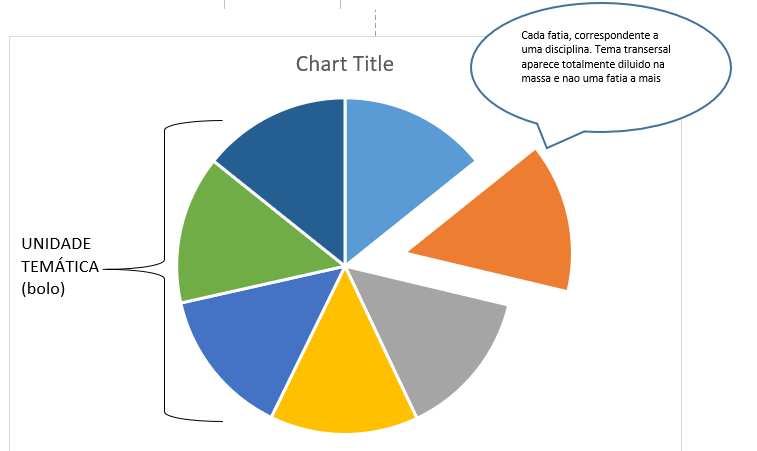 Cada fatia, correspondente a
uma disciplina. Tema transersal
aparece totalmente diluido na
massa e nao uma fatia a mais
Chart Title
UNIDADE
TEMÁTICA
(bolo)